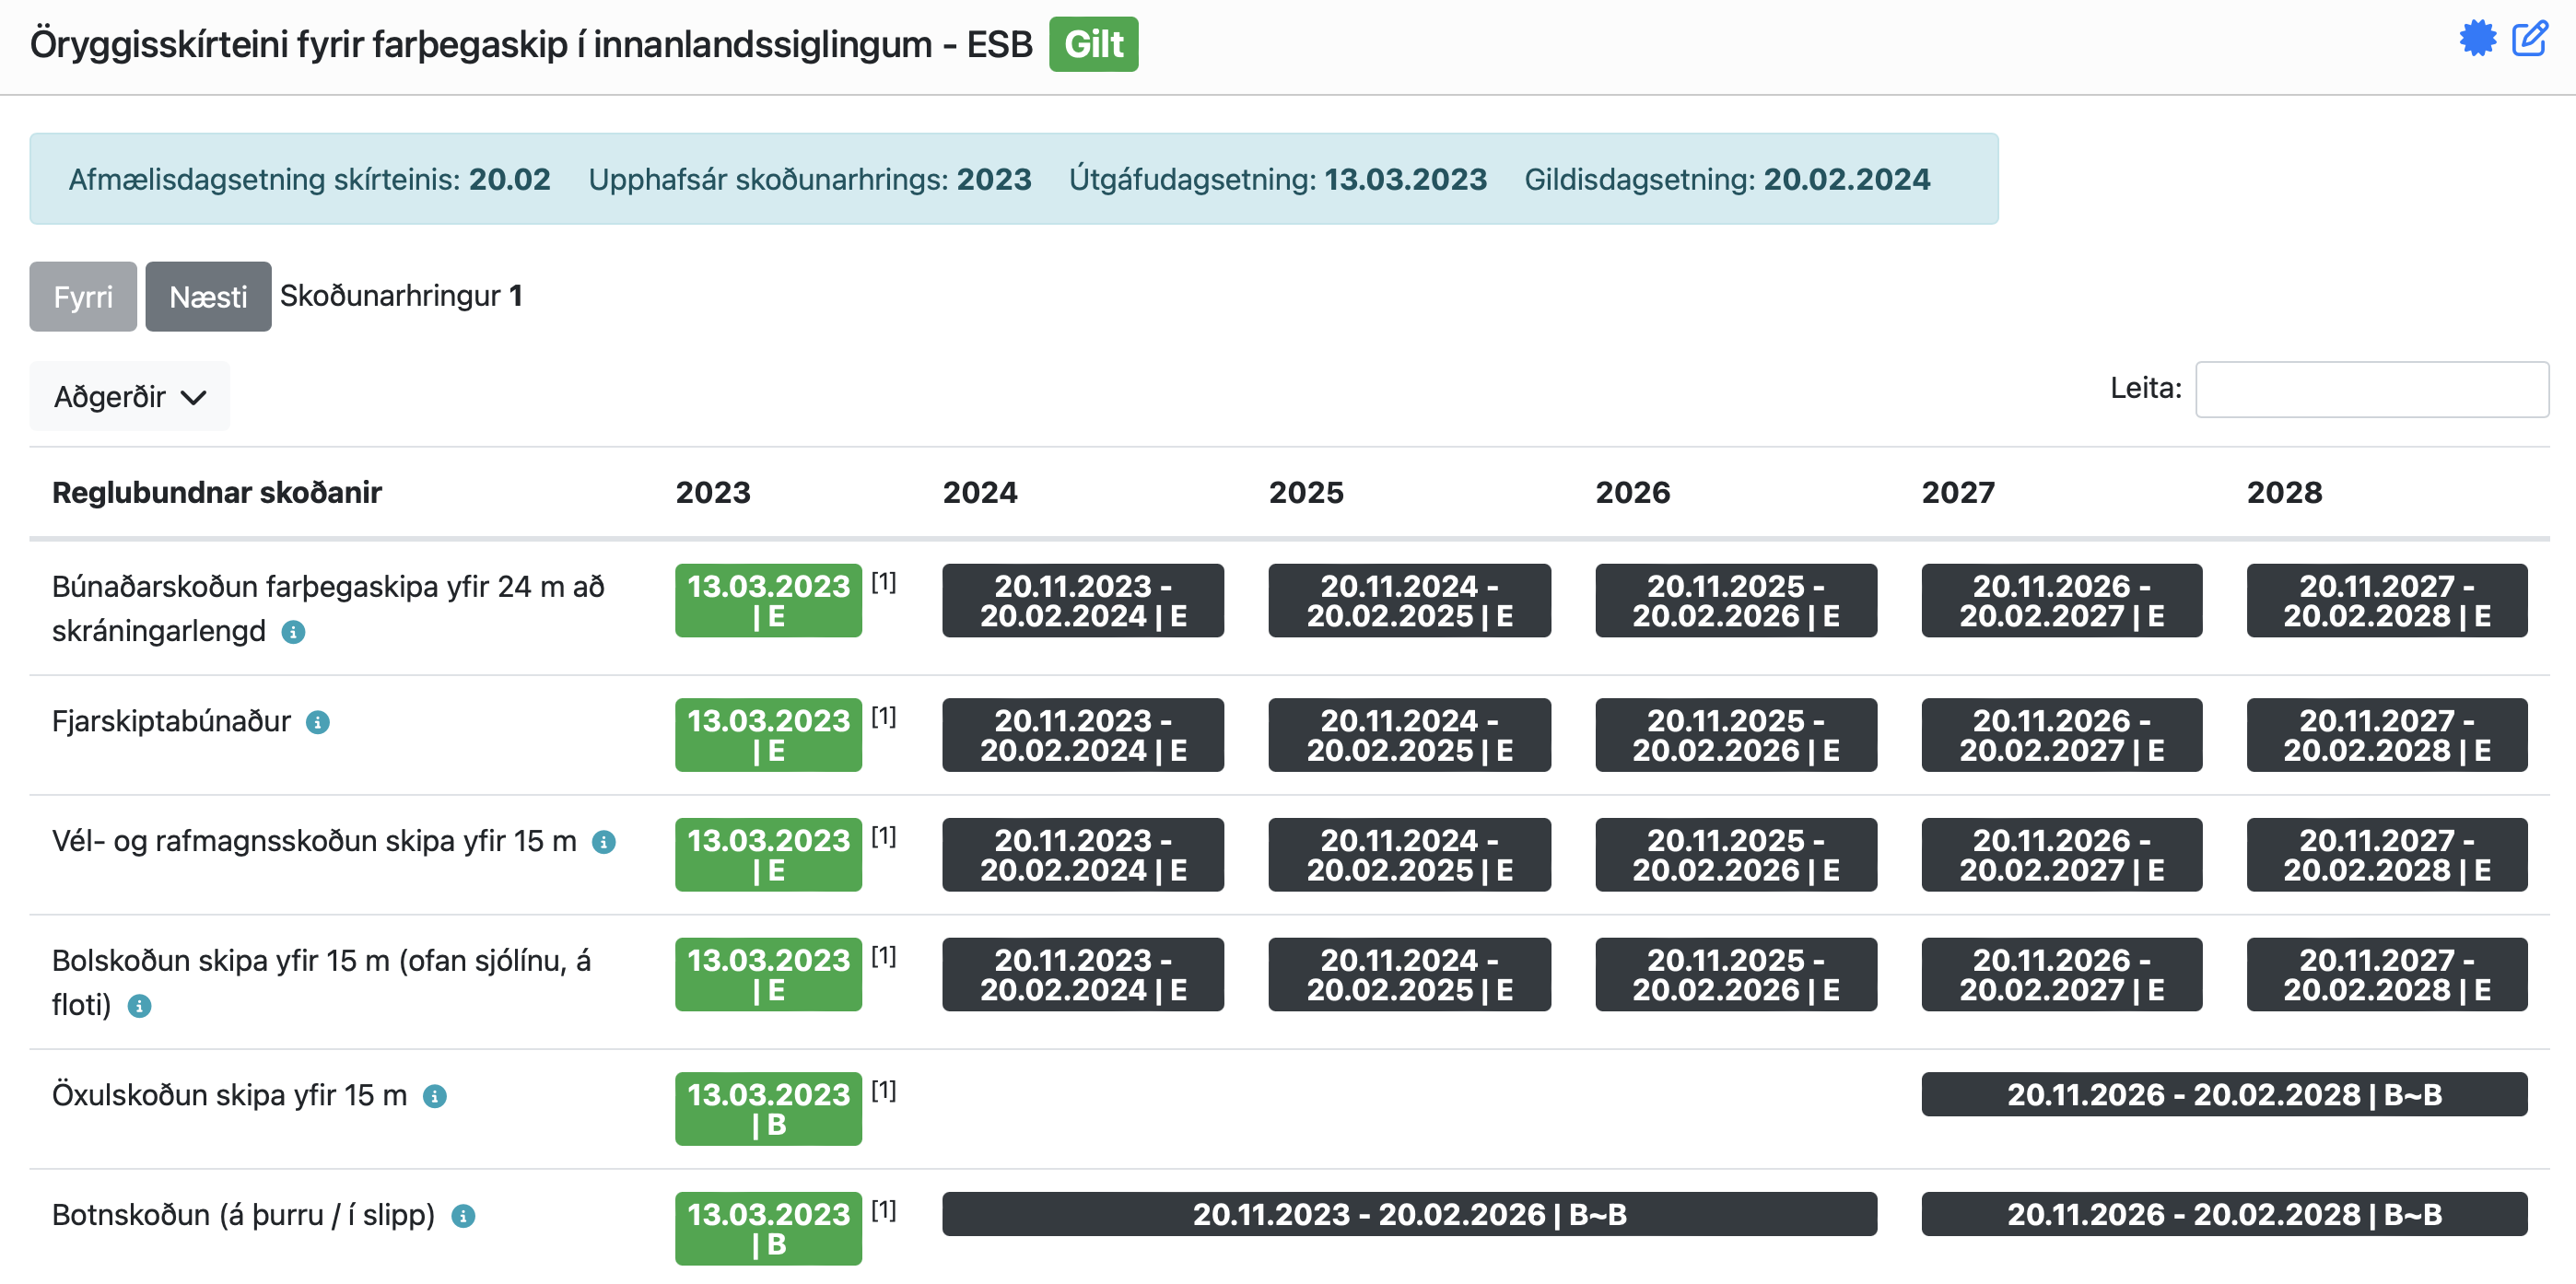 Öryggisskírteini fyrir farþegaskip í innanlandssiglingum - ESB Gilt
Afmælisdagsetning skírteinis: 20.02 Upphafsár skoðunarhrings: 2023 Útgáfudagsetning: 13.03.2023 Gildisdagsetning: 20.02.2024
Fyrri Næsti Skoðunarhringur 1
Aðgerðir Leita:
Reglubundnar skoðanir 2023 2024 2025 2026 2027 2028
Búnaðarskoðun farþegaskipa yfir 24 m að 13.03.2023 [1] 20.11.2023 - 20.11.2024 - 20.11.2025 - 20.11.2026 - 20.11.2027 -
skráningarlengd | E 20.02.2024 | E 20.02.2025 | E 20.02.2026 | E 20.02.2027 | E 20.02.2028 | E
Fjarskiptabúnaður 13.03.2023 [1] 20.11.2023 - 20.11.2024 - 20.11.2025 - 20.11.2026 - 20.11.2027 -
| E 20.02.2024 | E 20.02.2025 | E 20.02.2026 | E 20.02.2027 | E 20.02.2028 | E
Vél- og rafmagnsskoðun skipa yfir 15 m 13.03.2023 [1] 20.11.2023 - 20.11.2024 - 20.11.2025 - 20.11.2026 - 20.11.2027 -
| E 20.02.2024 | E 20.02.2025 | E 20.02.2026 | E 20.02.2027 | E 20.02.2028 | E
Bolskoðun skipa yfir 15 m (ofan sjólínu, á 13.03.2023 [1] 20.11.2023 - 20.11.2024 - 20.11.2025 - 20.11.2026 - 20.11.2027 -
floti) | E 20.02.2024 | E 20.02.2025 | E 20.02.2026 | E 20.02.2027 | E 20.02.2028 | E
Öxulskoðun skipa yfir 15 m 13.03.2023 [1] 20.11.2026 - 20.02.2028 | B~B
| B
Botnskoðun (á þurru / í slipp) 13.03.2023 [1] 20.11.2023 - 20.02.2026 | B~B 20.11.2026 - 20.02.2028 | B~B
| B